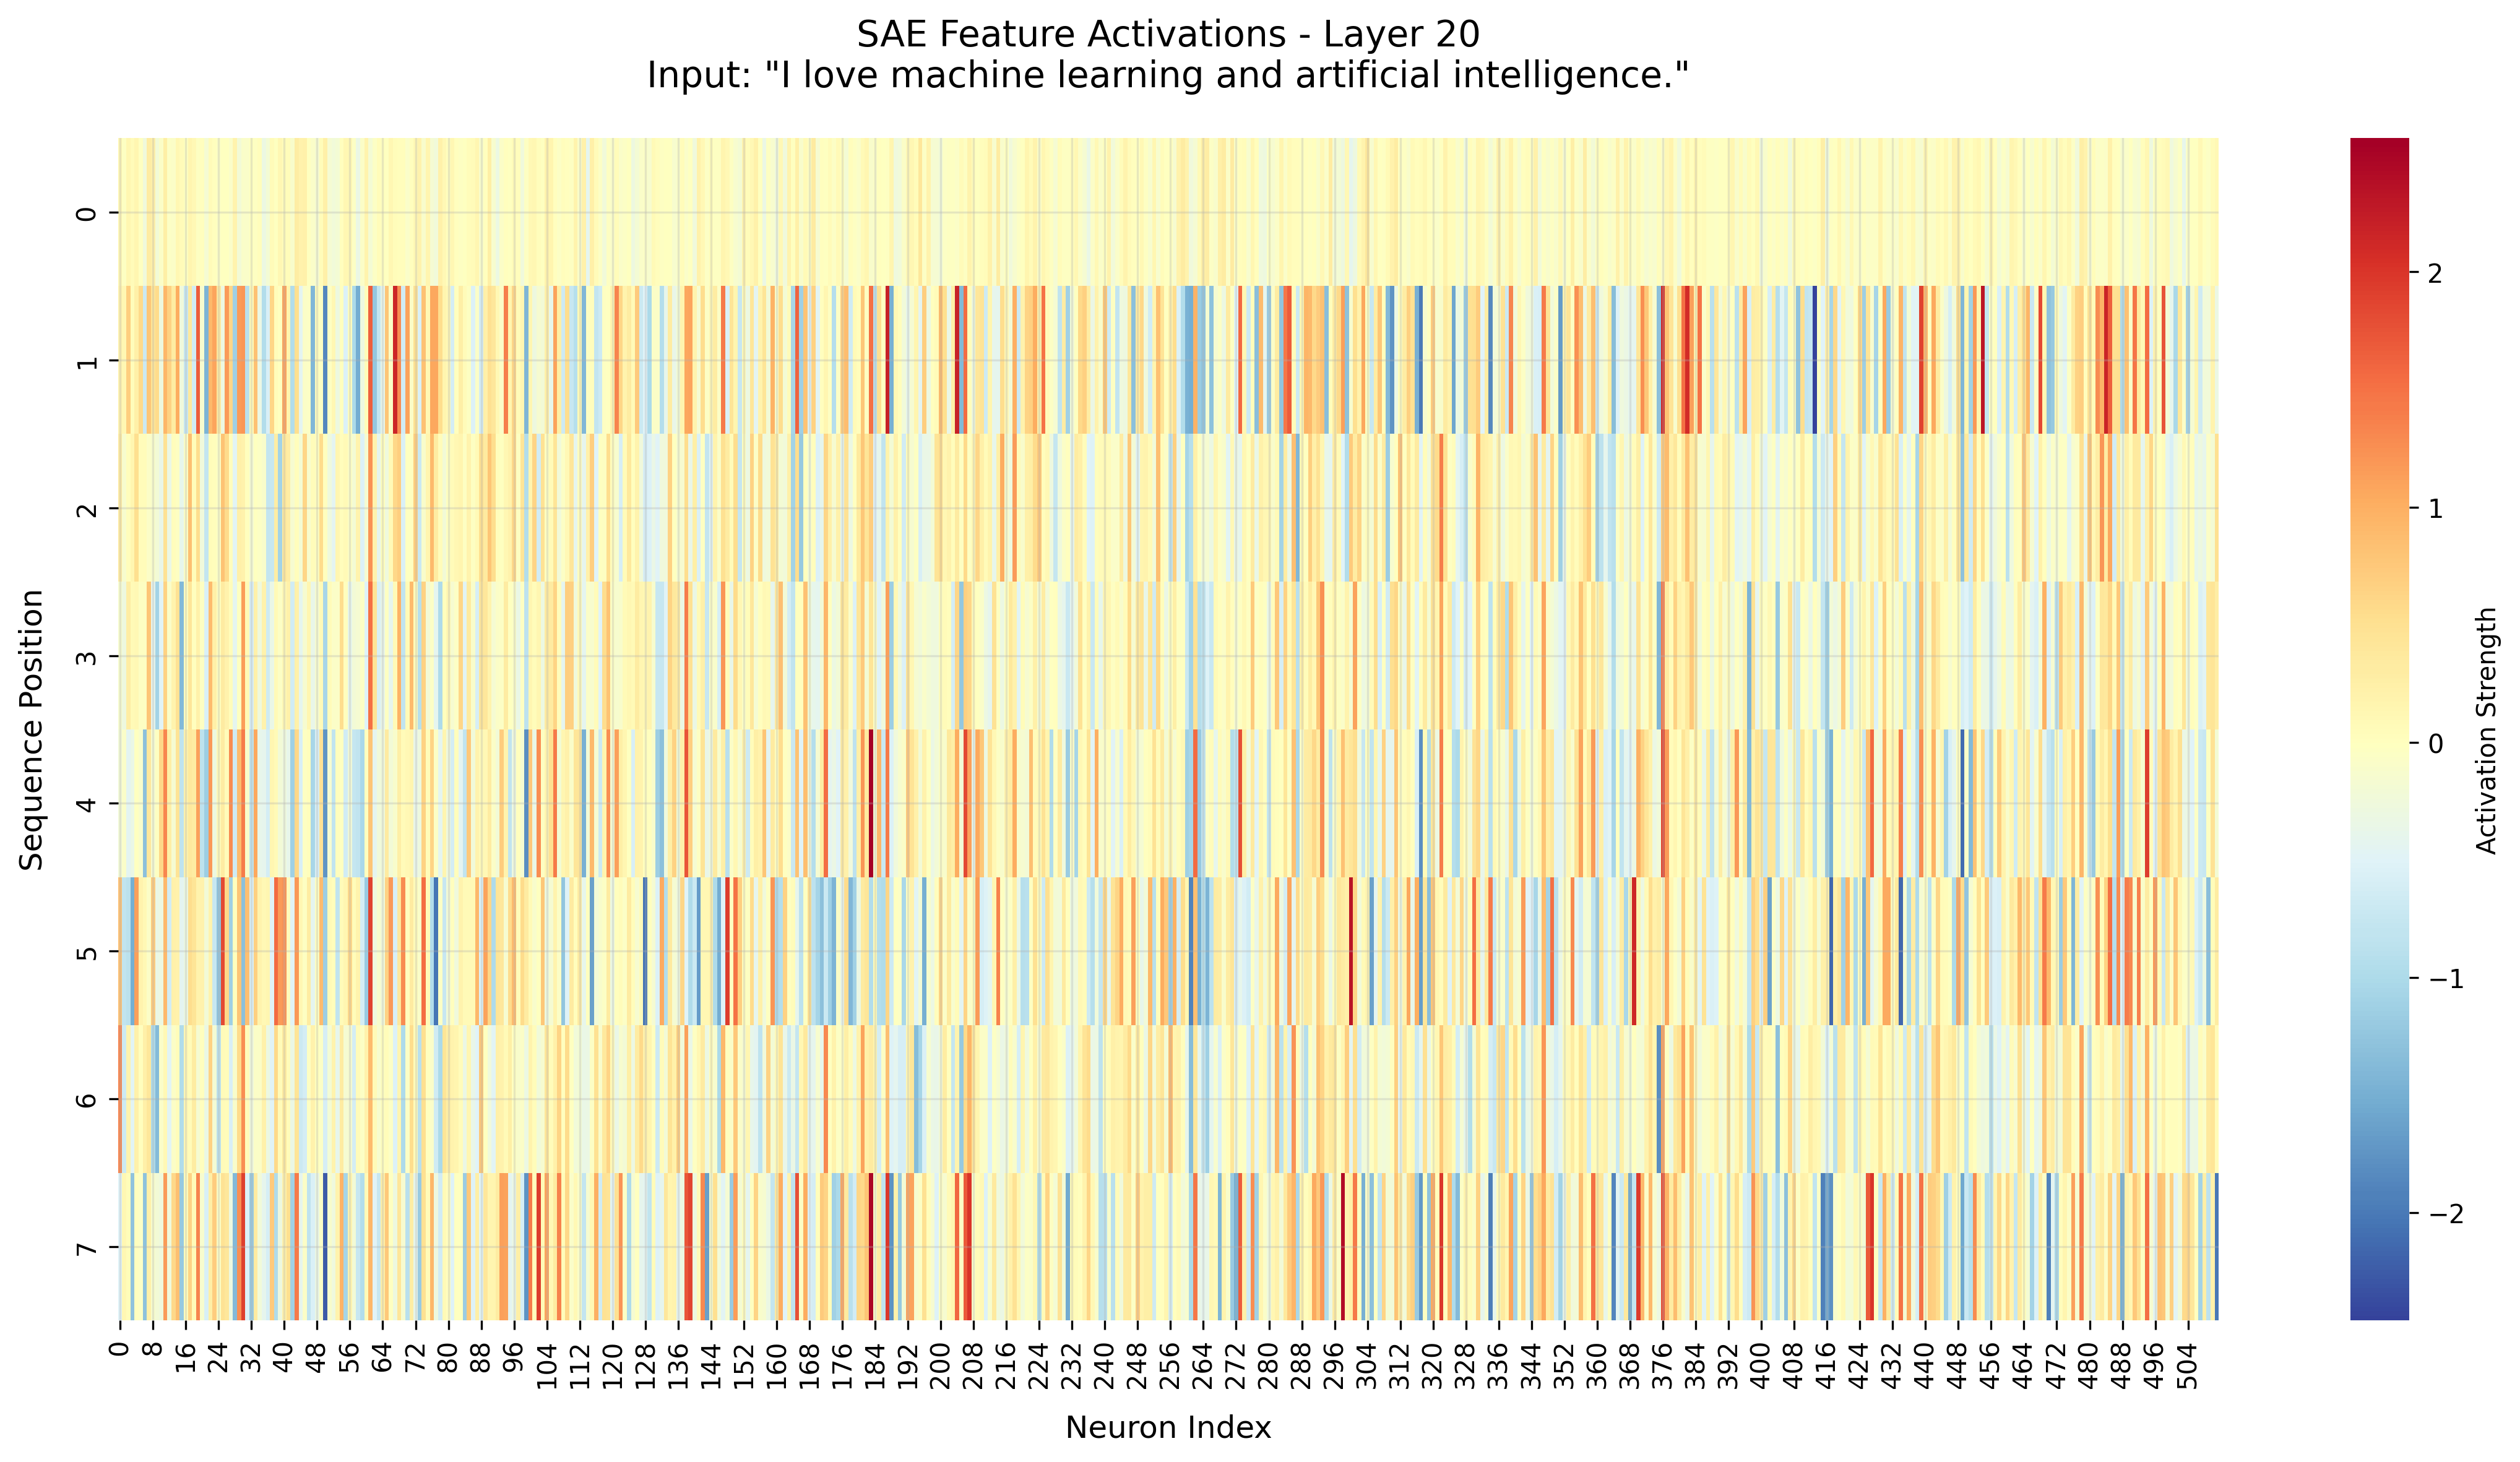 SAE Feature Activations - Layer 20
Input: "I love machine learning and artificial intelligence."
Sequence Position
0
1
2
3
4
5
6
7
0 8 16 24 32 40 48 56 64 72 80 88 96 104 112 120 128 136 144 152 160 168 176 184 192 200 208 216 224 232 240 248 256 264 272 280 288 296 304 312 320 328 336 344 352 360 368 376 384 392 400 408 416 424 432 440 448 456 464 472 480 488 496 504
Neuron Index
2
1
0
−1
−2
Activation Strength